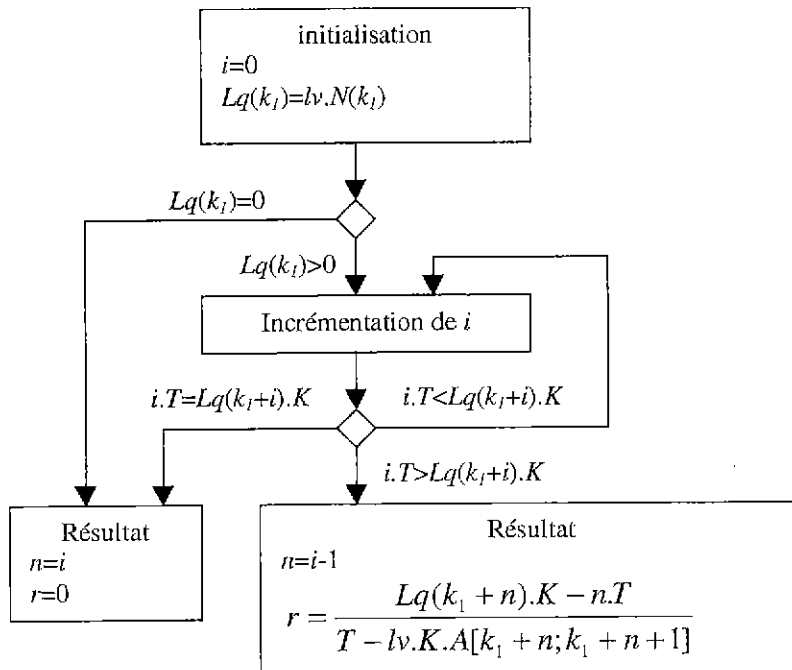 initialisation
i=0
Lq(k₁)=lv.N(k₁)
Lq(k₁)=0
Lq(k₁)>0
Incrémentation de i
i.T=Lq(k₁+i).K
i.T<Lq(k₁+i).K
i.T>Lq(k₁+i).K
Résultat
n=i
r=0
Résultat
n=i-1
r = \frac{Lq(k₁ + n).K − n.T}{T − lv.K.A[k₁ + n; k₁ + n + 1]}